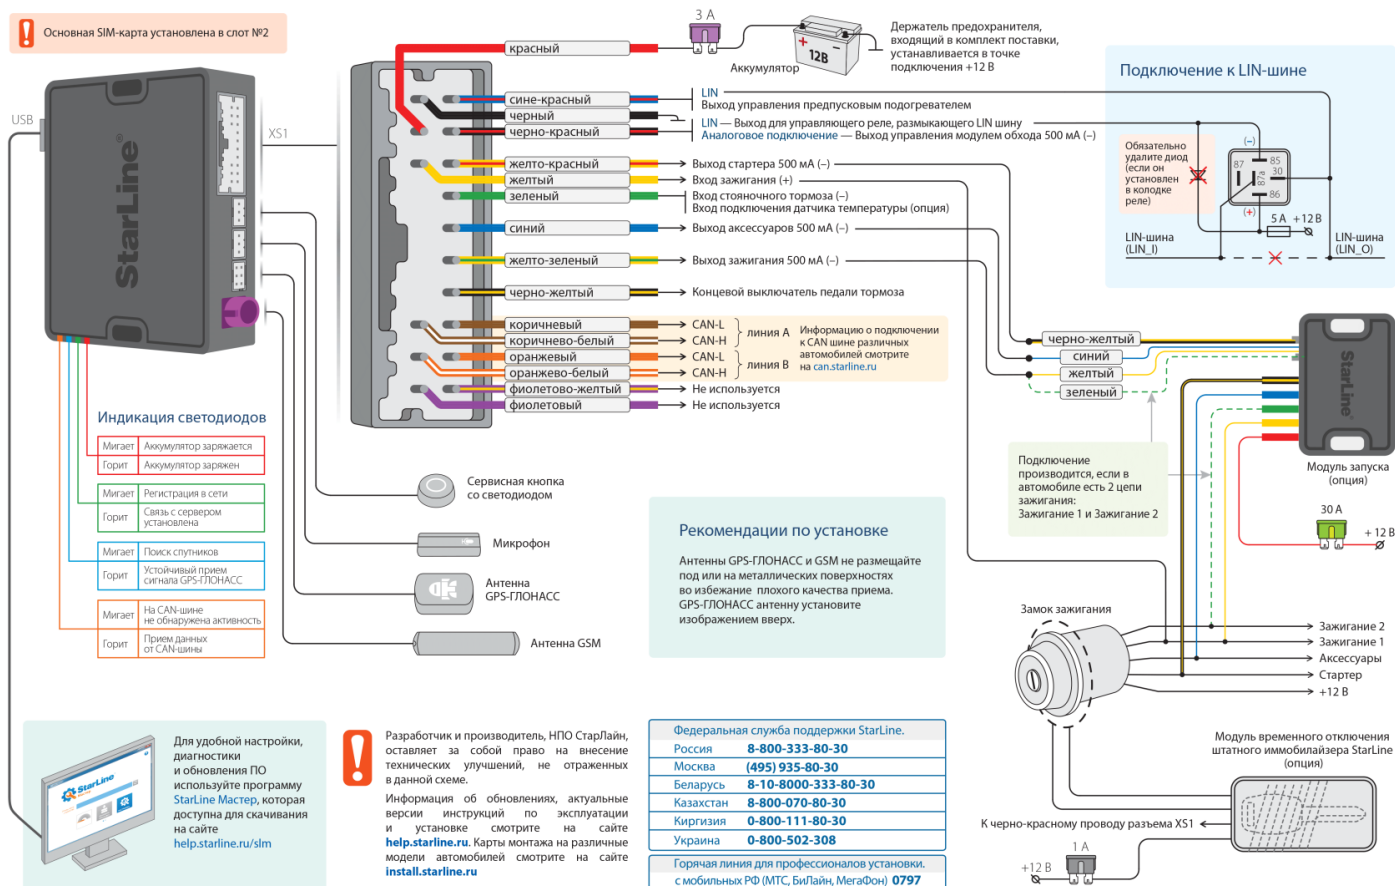 Основная SIM-карта установлена в слот №2
USB
StarLine®
XS1
красный
3 А
Аккумулятор
12В
Держатель предохранителя,
входящий в комплект поставки,
устанавливается в точке
подключения +12 В
сине-красный
LIN
Выход управления предпусковым подогревателем
черный
черно-красный
LIN — Выход для управляющего реле, размыкающего LIN шину
Аналоговое подключение — Выход управления модулем обхода 500 мА (–)
желто-красный
Выход стартера 500 мА (–)
желтый
Вход зажигания (+)
зеленый
Вход стояночного тормоза (–)
Вход подключения датчика температуры (опция)
синий
Выход аксессуаров 500 мА (–)
желто-зеленый
Выход зажигания 500 мА (–)
черно-желтый
Концевой выключатель педали тормоза
коричневый
CAN-L
коричнево-белый
CAN-H
линия А
оранжевый
CAN-L
оранжево-белый
CAN-H
линия В
Информацию о подключении
к CAN шине различных
автомобилей смотрите
на can.starline.ru
фиолетово-желтый
Не используется
фиолетовый
Не используется
Подключение к LIN-шине
Обязательно
удалите диод
(если он
установлен
в колодке
реле)
(–)
87
85
30
87a
86
(+)
5 А
+12 В
LIN-шина
(LIN_I)
LIN-шина
(LIN_O)
черно-желтый
синий
желтый
зеленый
StarLine®
Модуль запуска
(опция)
Подключение
производится, если в
автомобиле есть 2 цепи
зажигания:
Зажигание 1 и Зажигание 2
30 А
+ 12 В
Индикация светодиодов
Мигает Аккумулятор заряжается
Горит Аккумулятор заряжен
Мигает Регистрация в сети
Горит Связь с сервером
установлена
Мигает Поиск спутников
Горит Устойчивый прием
сигнала GPS-ГЛОНАСС
Мигает На CAN-шине
не обнаружена активность
Горит Прием данных
от CAN-шины
Сервисная кнопка
со светодиодом
Микрофон
Антенна
GPS-ГЛОНАСС
Антенна GSM
Рекомендации по установке
Антенны GPS-ГЛОНАСС и GSM не размещайте
под или на металлических поверхностях
во избежание плохого качества приема.
GPS-ГЛОНАСС антенну установите
изображением вверх.
Замок зажигания
Зажигание 2
Зажигание 1
Аксессуары
Стартер
+12 В
Модуль временного отключения
штатного иммобилайзера StarLine
(опция)
К черно-красному проводу разъема XS1
1 А
+12 В
StarLine
Для удобной настройки,
диагностики
и обновления ПО
используйте программу
StarLine Мастер, которая
доступна для скачивания
на сайте
help.starline.ru/slm
Разработчик и производитель, НПО СтарЛайн,
оставляет за собой право на внесение
технических улучшений, не отраженных
в данной схеме.
Информация об обновлениях, актуальные
версии инструкций по эксплуатации
и установке смотрите на сайте
help.starline.ru. Карты монтажа на различные
модели автомобилей смотрите на сайте
install.starline.ru
Федеральная служба поддержки StarLine.
Россия 8-800-333-80-30
Москва (495) 935-80-30
Беларусь 8-10-8000-333-80-30
Казахстан 8-800-070-80-30
Киргизия 0-800-111-80-30
Украина 0-800-502-308
Горячая линия для профессионалов установки.
с мобильных РФ (МТС, БиЛайн, МегаФон) 0797